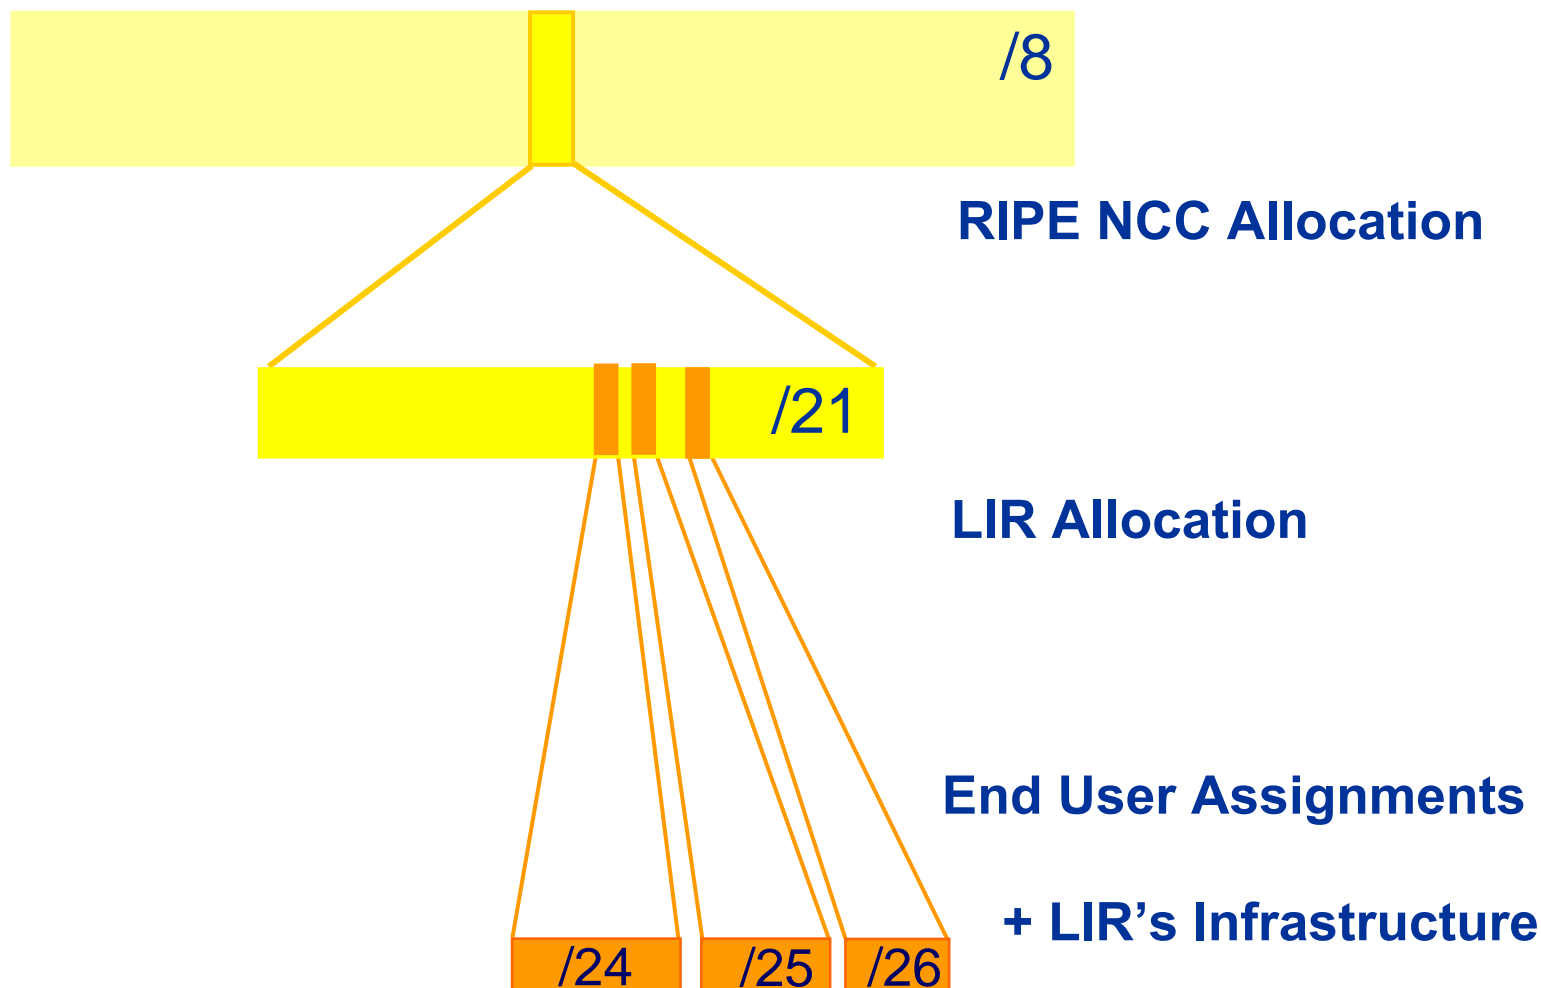 /8
RIPE NCC Allocation
/21
LIR Allocation
End User Assignments
+ LIR’s Infrastructure
/24 /25 /26